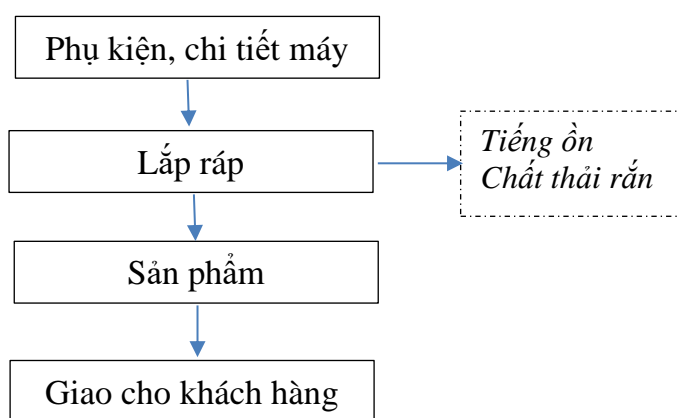 Phụ kiện, chi tiết máy
Lắp ráp
Tiếng ồn
Chất thải rắn
Sản phẩm
Giao cho khách hàng